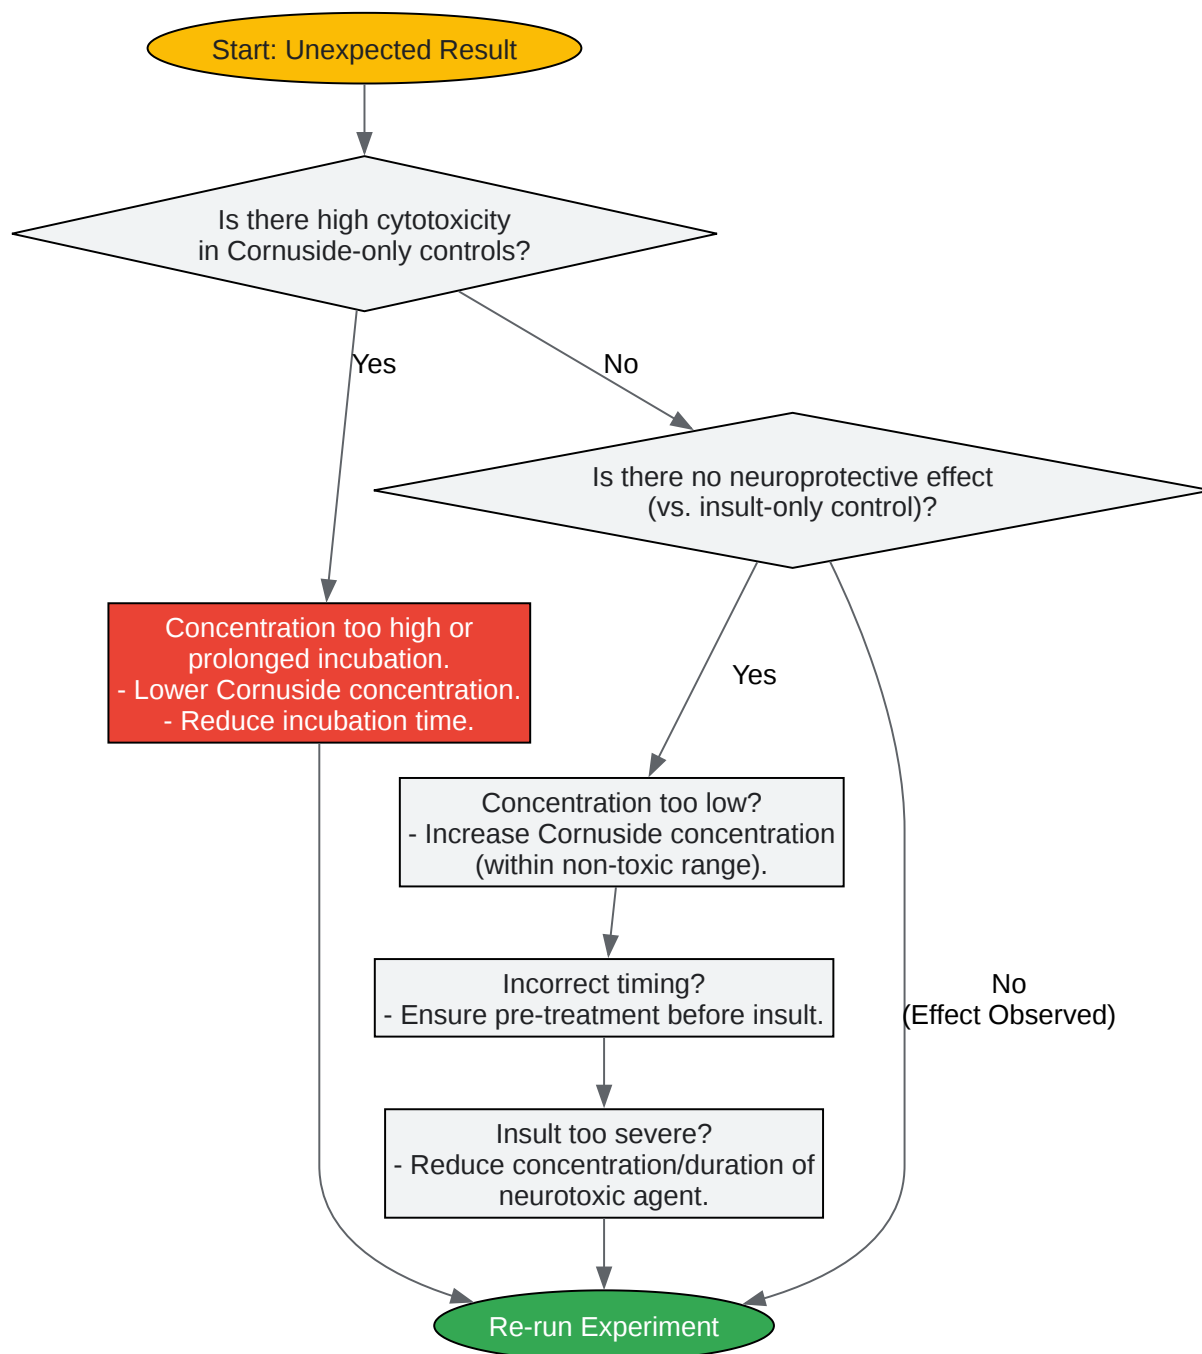 Start: Unexpected Result
Is there high cytotoxicity
in Cornuside-only controls?
Yes
No
Is there no neuroprotective effect
(vs. insult-only control)?
Concentration too high or
prolonged incubation.
- Lower Cornuside concentration.
- Reduce incubation time.
Yes
Concentration too low?
- Increase Cornuside concentration
(within non-toxic range).
Incorrect timing?
- Ensure pre-treatment before insult.
No
(Effect Observed)
Insult too severe?
- Reduce concentration/duration of
neurotoxic agent.
Re-run Experiment